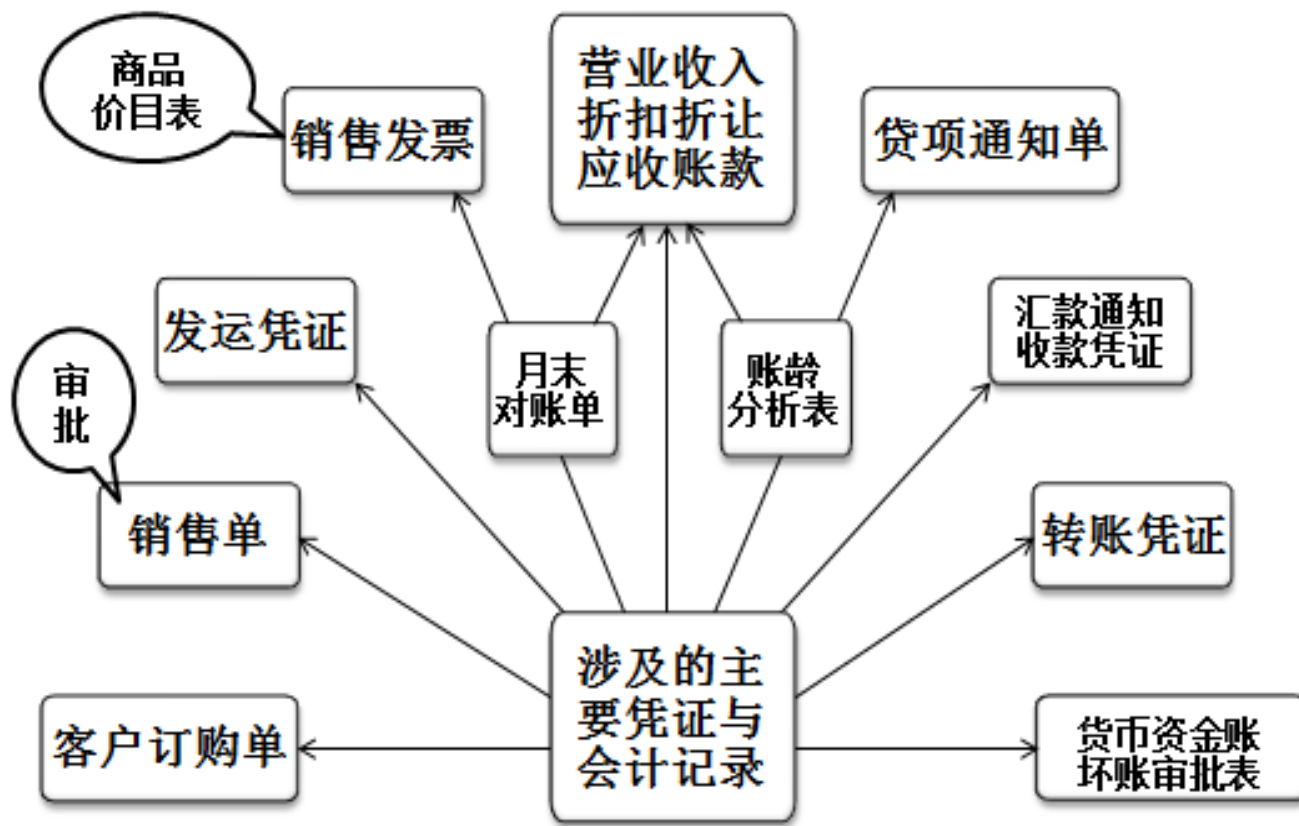 商品
价目表
销售发票
营业收入
折扣折让
应收账款
贷项通知单
发运凭证
月末
对账单
账龄
分析表
汇款通知
收款凭证
审
批
销售单
转账凭证
客户订购单
涉及的主
要凭证与
会计记录
货币资金账
坏账审批表